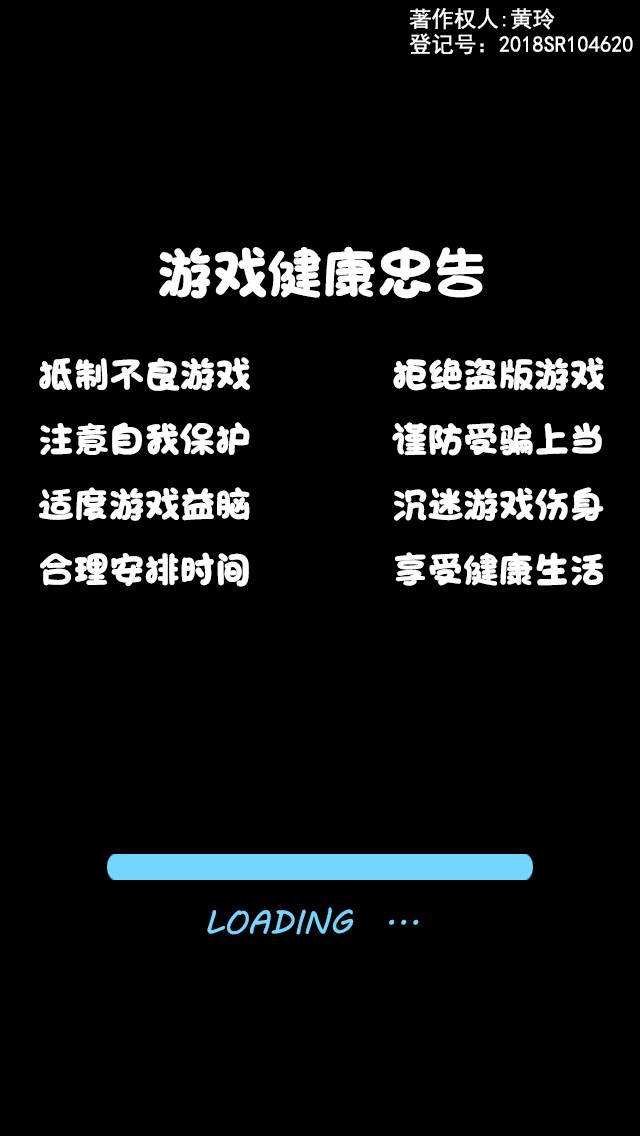 著作权人:黄玲
登记号：2018SR104620
游戏健康忠告
抵制不良游戏 拒绝盗版游戏
注意自我保护 谨防受骗上当
适度游戏益脑 沉迷游戏伤身
合理安排时间 享受健康生活
LOADING ...